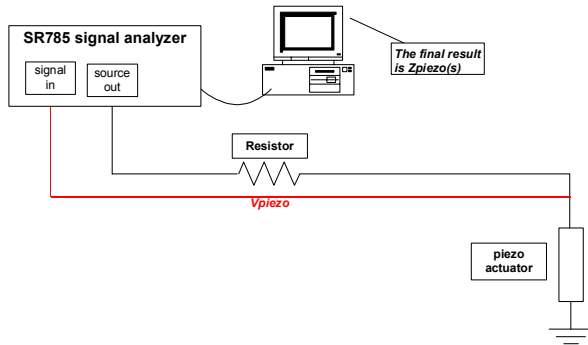 SR785 signal analyzer
signal
in
source
out
The final result
is Zpiezo(s)
Resistor
Vpiezo
piezo
actuator